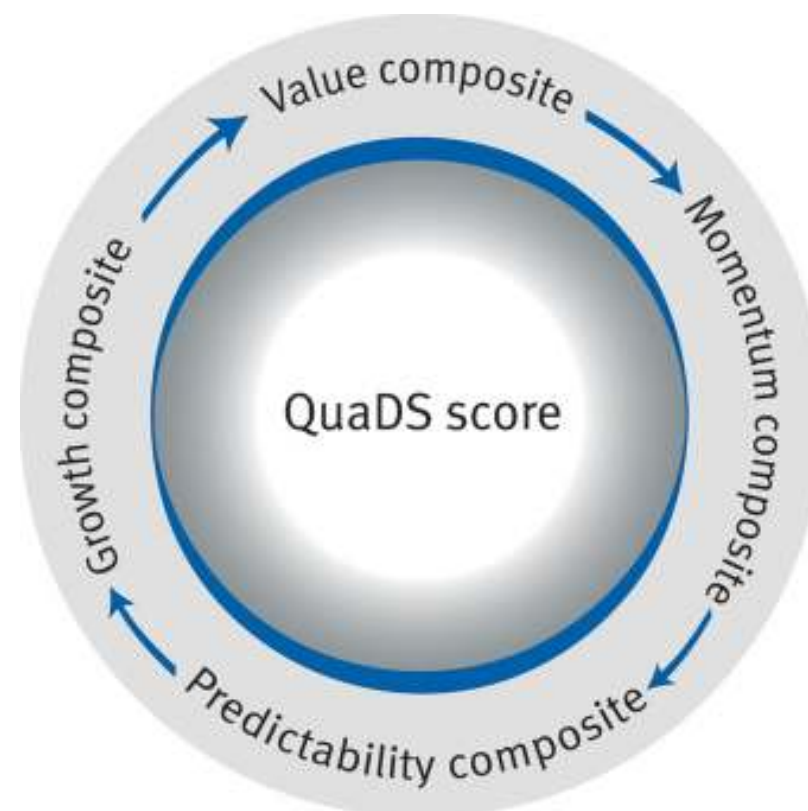 Value composite
Momentum composite
Predictability composite
Growth composite
QuaDS score